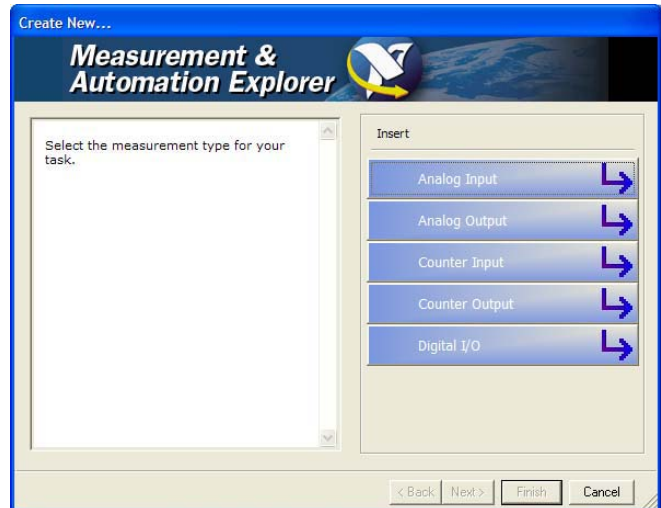 Create New...
Measurement &
Automation Explorer
Select the measurement type for your
task.
Insert
Analog Input
Analog Output
Counter Input
Counter Output
Digital I/O
< Back
Next >
Finish
Cancel